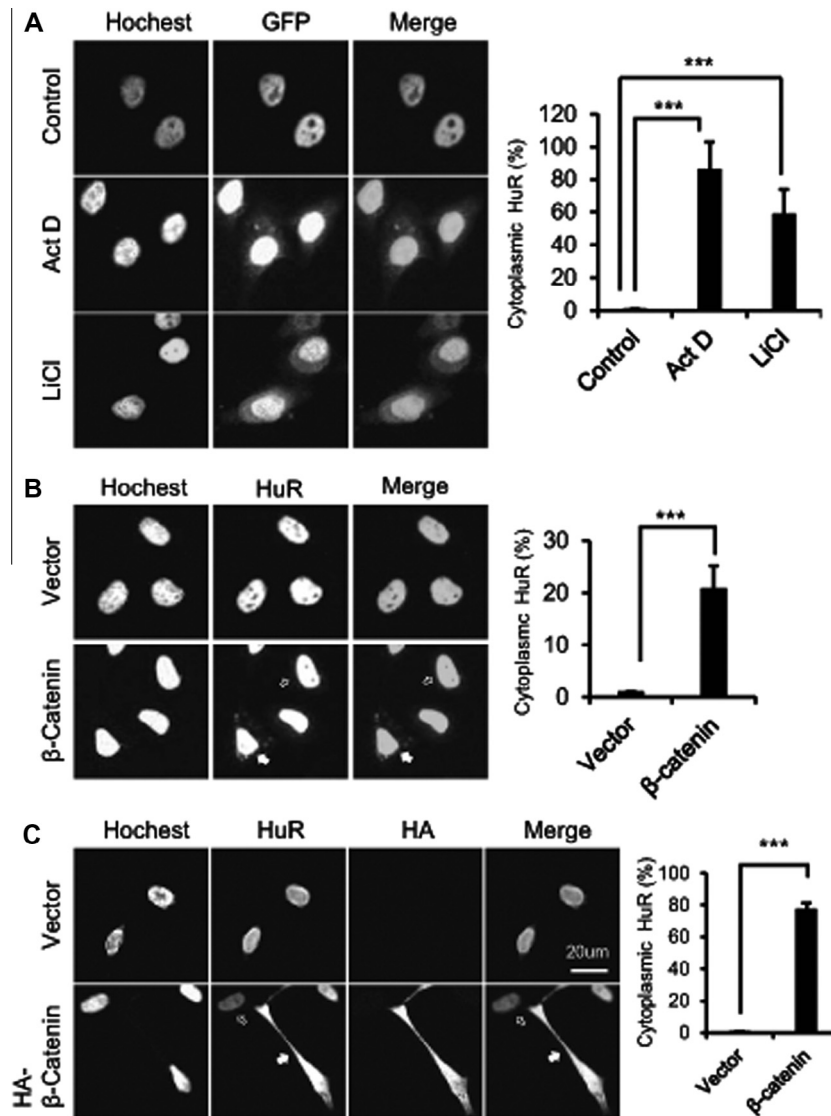 A
Hochest GFP Merge
Control
Act D
LiCl
Cytoplasmic HuR (%)
120
100
80
60
40
20
0
***
***
Control Act D LiCl
B
Hochest HuR Merge
Vector
β-Catenin
Cytoplasmc HuR (%)
30
20
10
0
***
Vector β-catenin
C
Hochest HuR HA Merge
Vector
20um
HA-
β-Catenin
Cytoplasmic HuR (%)
100
80
60
40
20
0
***
Vector β-catenin